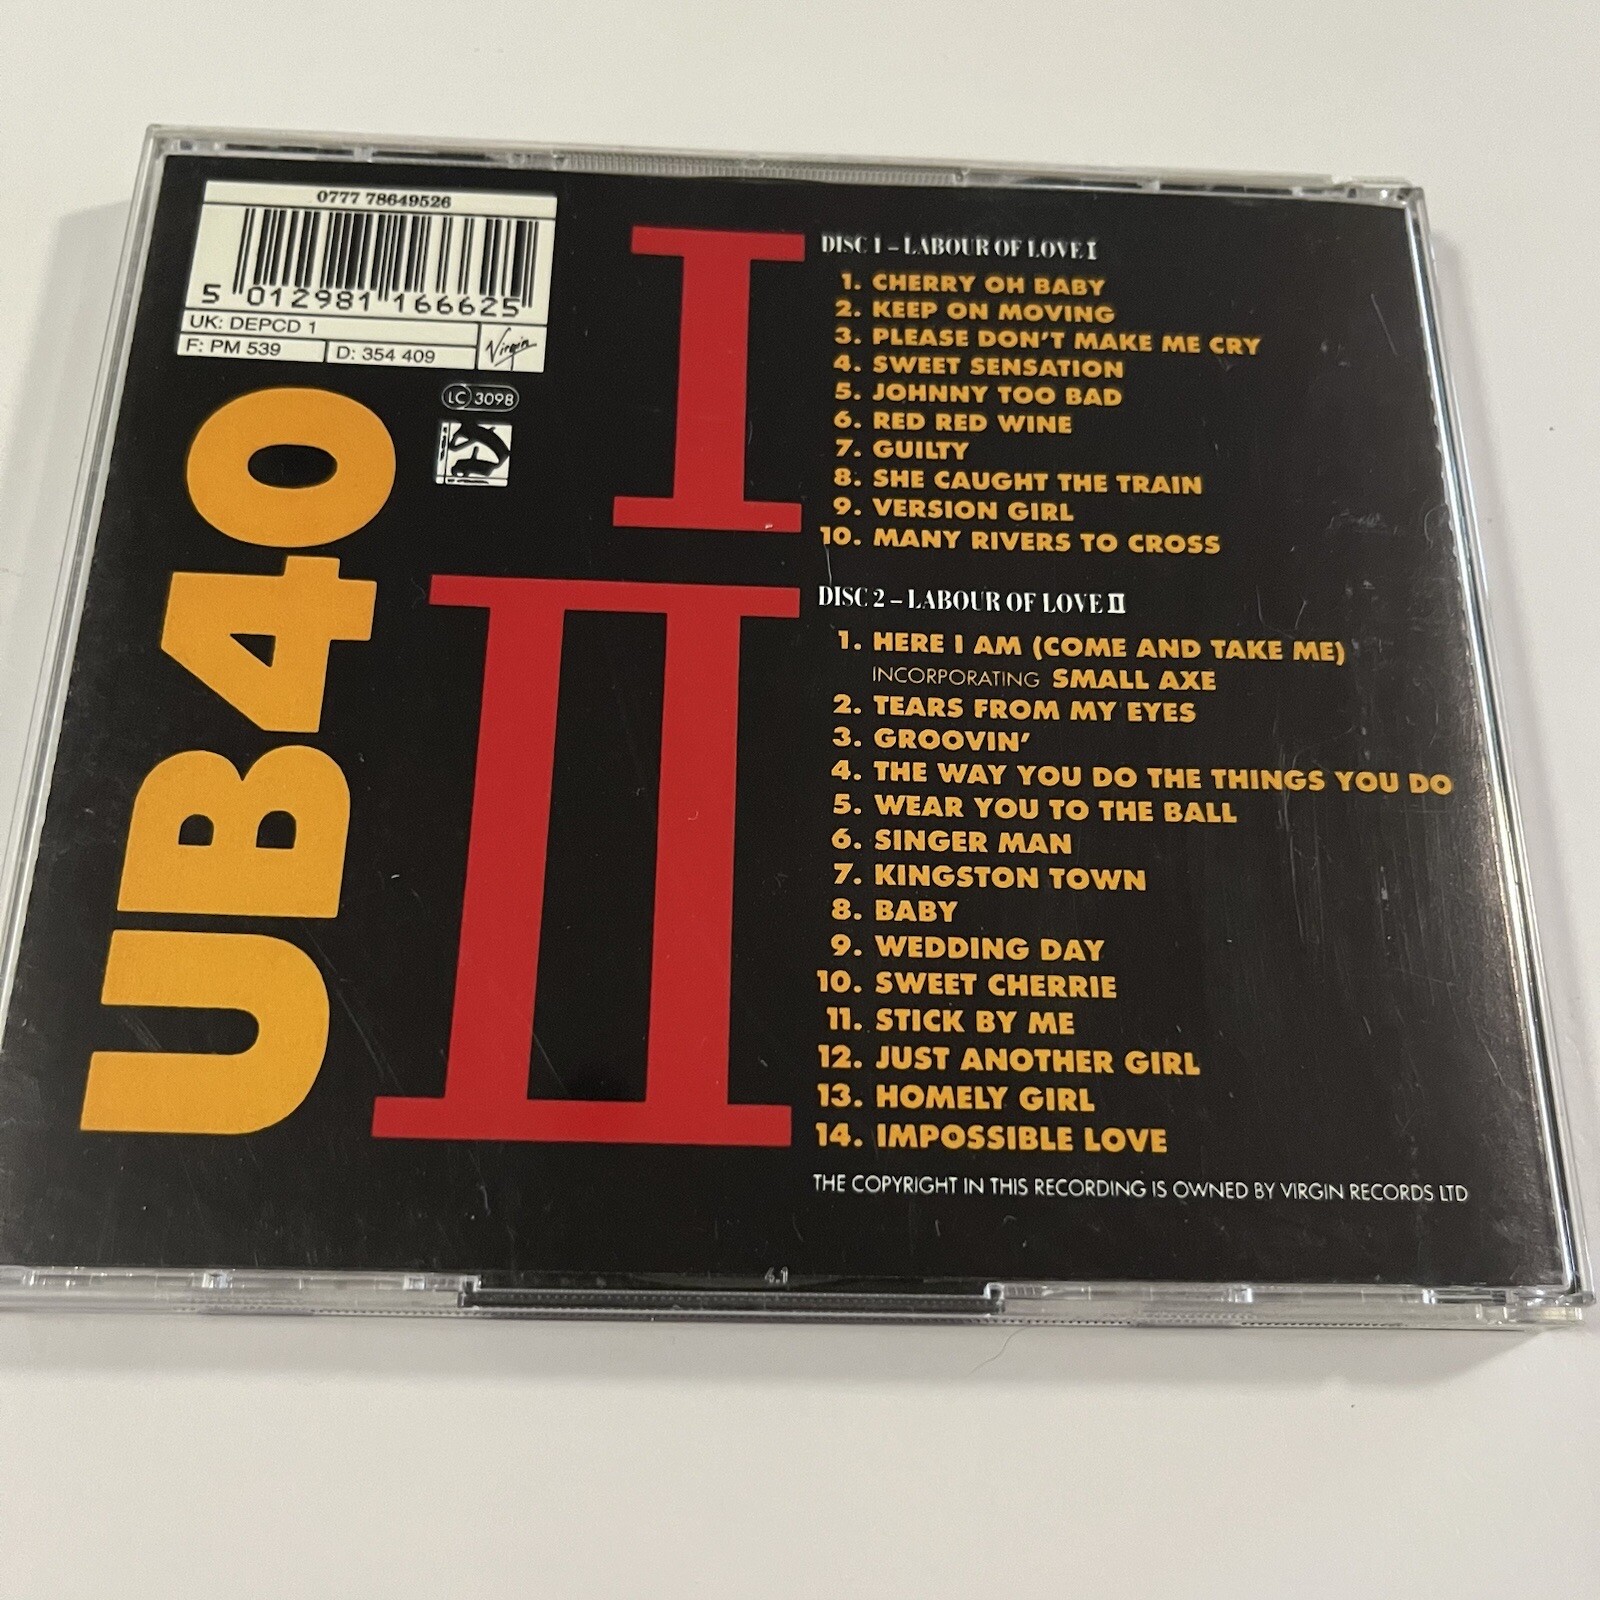 0777 78649526
5 012981 166625
UK: DEPCD 1
F: PM 539
D: 354 409
Virgin
LC 3098
UB40
I
II
DISC 1 – LABOUR OF LOVE I
1. CHERRY OH BABY
2. KEEP ON MOVING
3. PLEASE DON'T MAKE ME CRY
4. SWEET SENSATION
5. JOHNNY TOO BAD
6. RED RED WINE
7. GUILTY
8. SHE CAUGHT THE TRAIN
9. VERSION GIRL
10. MANY RIVERS TO CROSS
DISC 2 – LABOUR OF LOVE II
1. HERE I AM (COME AND TAKE ME)
INCORPORATING SMALL AXE
2. TEARS FROM MY EYES
3. GROOVIN'
4. THE WAY YOU DO THE THINGS YOU DO
5. WEAR YOU TO THE BALL
6. SINGER MAN
7. KINGSTON TOWN
8. BABY
9. WEDDING DAY
10. SWEET CHERRIE
11. STICK BY ME
12. JUST ANOTHER GIRL
13. HOMELY GIRL
14. IMPOSSIBLE LOVE
THE COPYRIGHT IN THIS RECORDING IS OWNED BY VIRGIN RECORDS LTD